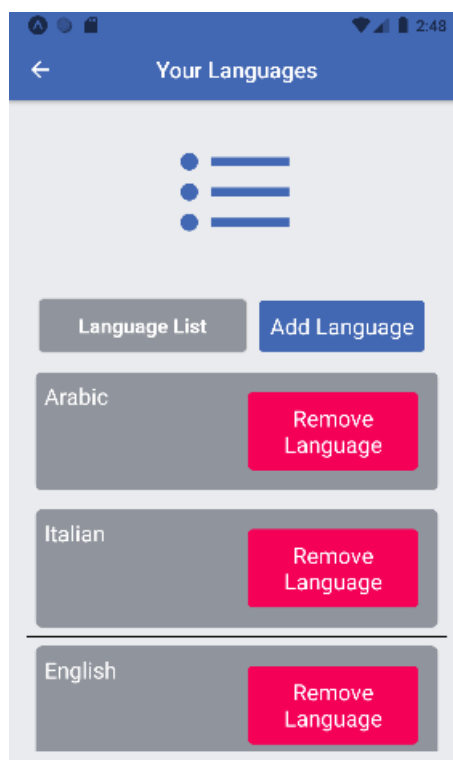 2:48
Your Languages
Language List
Add Language
Arabic
Remove
Language
Italian
Remove
Language
English
Remove
Language